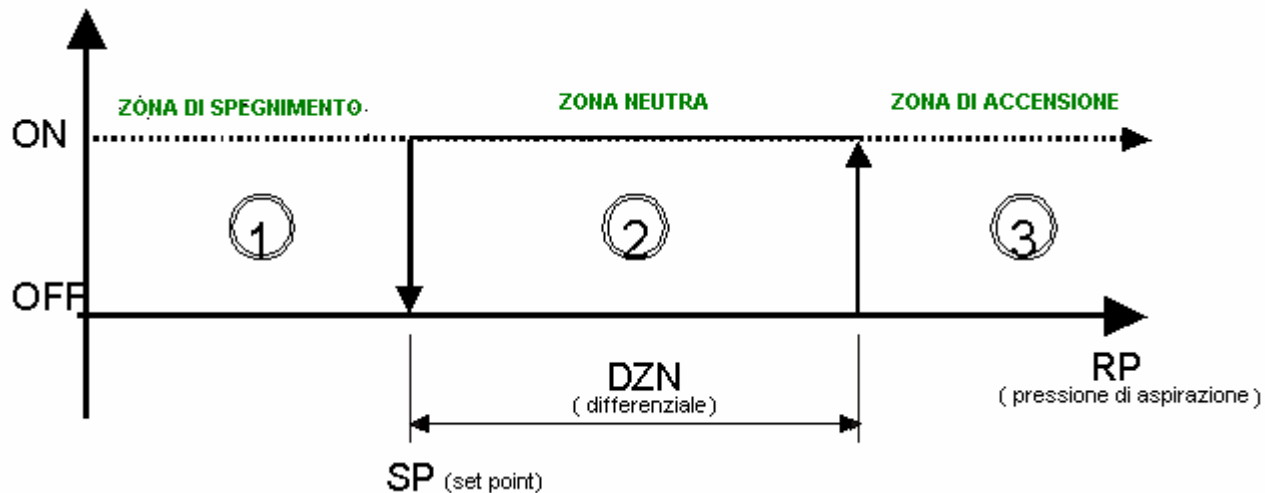 ZONA DI SPEGNIMENTO ZONA NEUTRA ZONA DI ACCENSIONE
ON
1 2 3
OFF
DZN RP
( differenziale) ( pressione di aspirazione )
SP (set point)